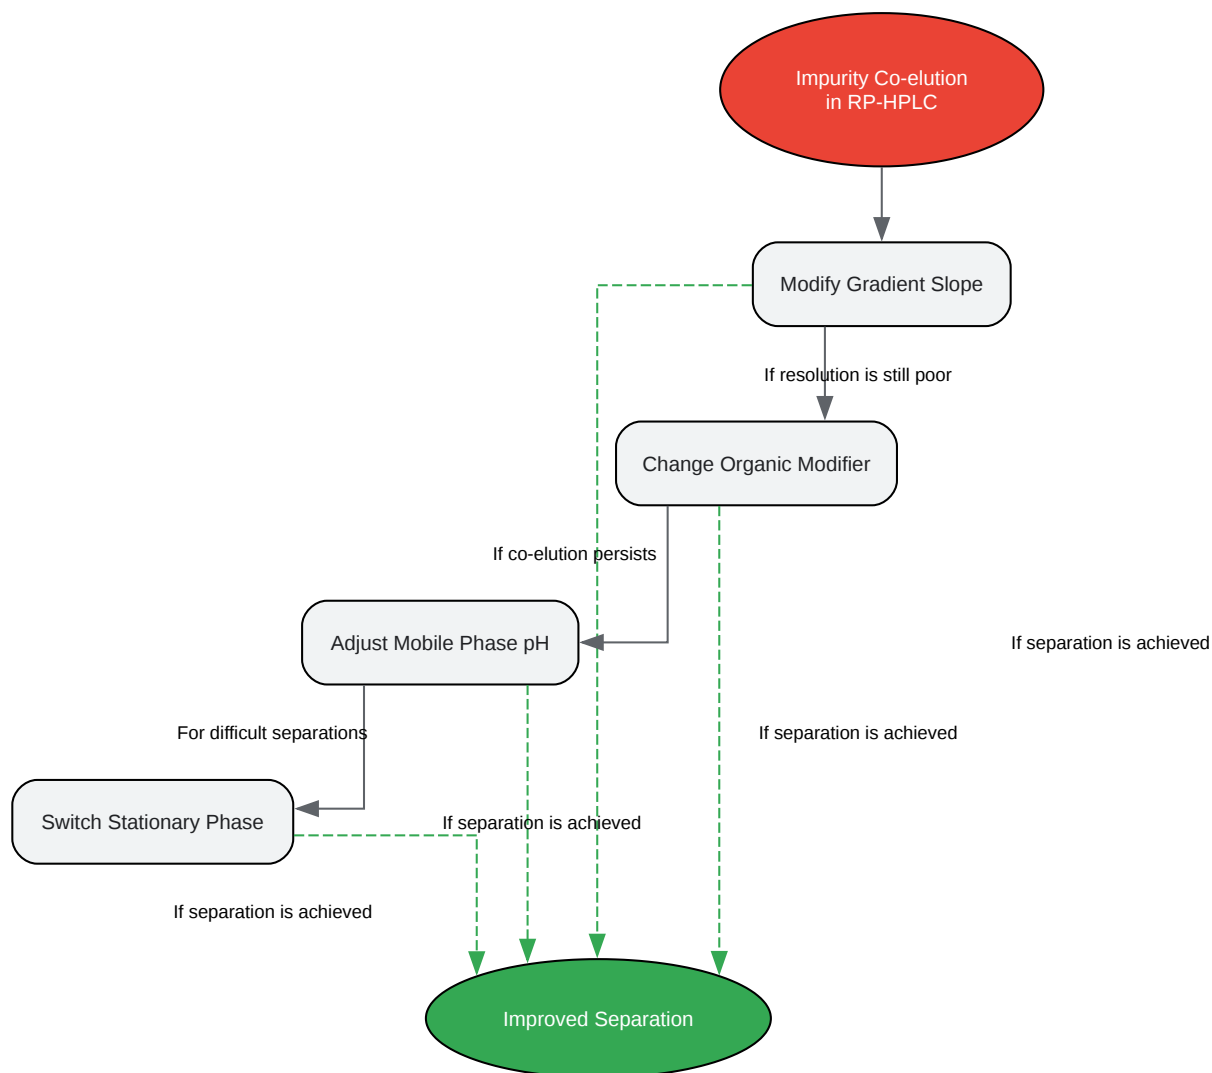 Impurity Co-elution
in RP-HPLC
Modify Gradient Slope
If resolution is still poor
Change Organic Modifier
If co-elution persists
Adjust Mobile Phase pH
If separation is achieved
For difficult separations
If separation is achieved
Switch Stationary Phase
If separation is achieved
If separation is achieved
Improved Separation